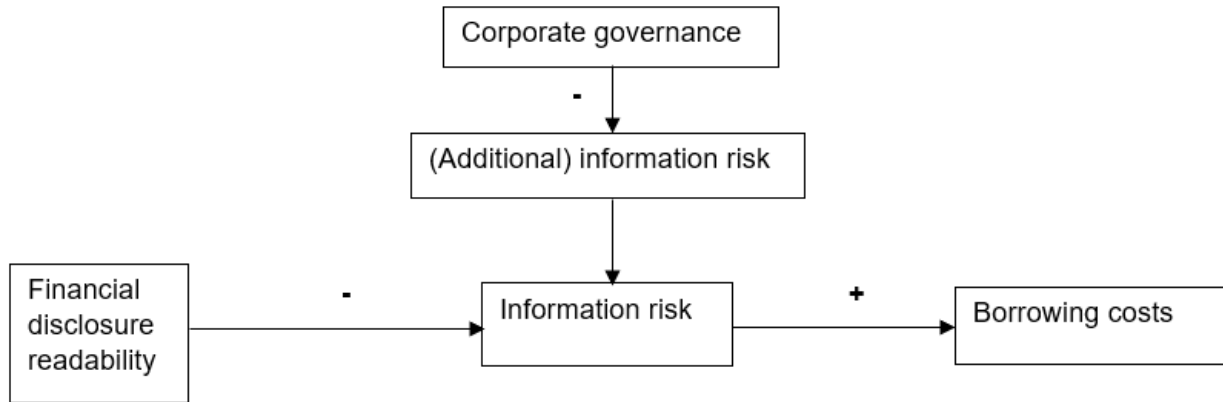 Corporate governance
-
(Additional) information risk
Financial
disclosure
readability
-
Information risk
+
Borrowing costs